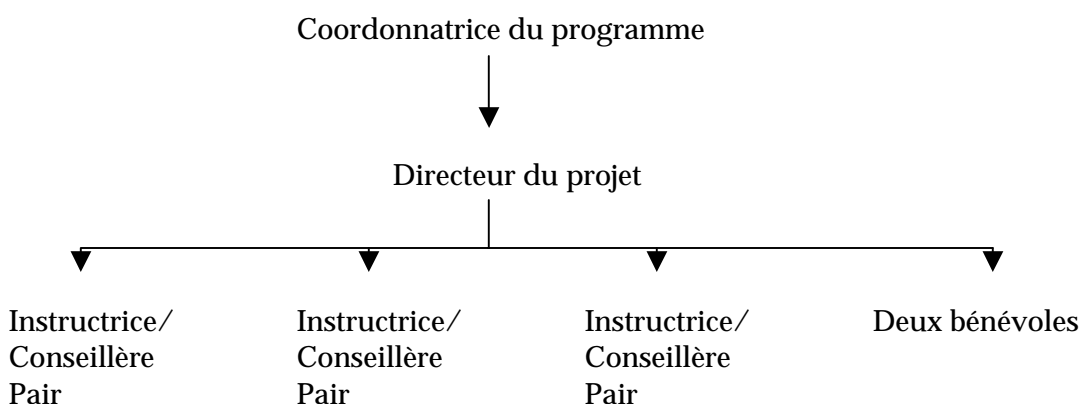 Coordonnatrice du programme
Directeur du projet
Instructrice/
Conseillère
Pair
Instructrice/
Conseillère
Pair
Instructrice/
Conseillère
Pair
Deux bénévoles